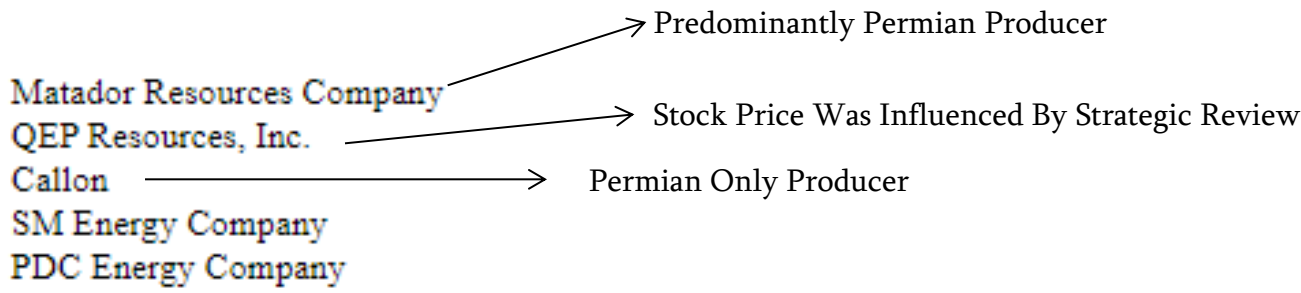 Predominantly Permian Producer
Matador Resources Company
Stock Price Was Influenced By Strategic Review
QEP Resources, Inc.
Callon
Permian Only Producer
SM Energy Company
PDC Energy Company